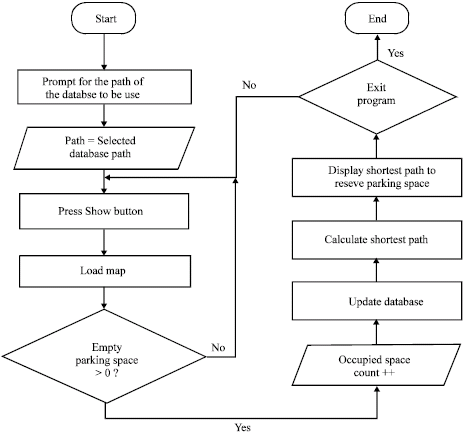 Start
Prompt for the path of
the databse to be use
Path = Selected
database path
Press Show button
Load map
Empty
parking space
> 0 ?
No
Yes
Occupied space
count ++
Update database
Calculate shortest path
Display shortest path to
reseve parking space
Exit
program
No
Yes
End